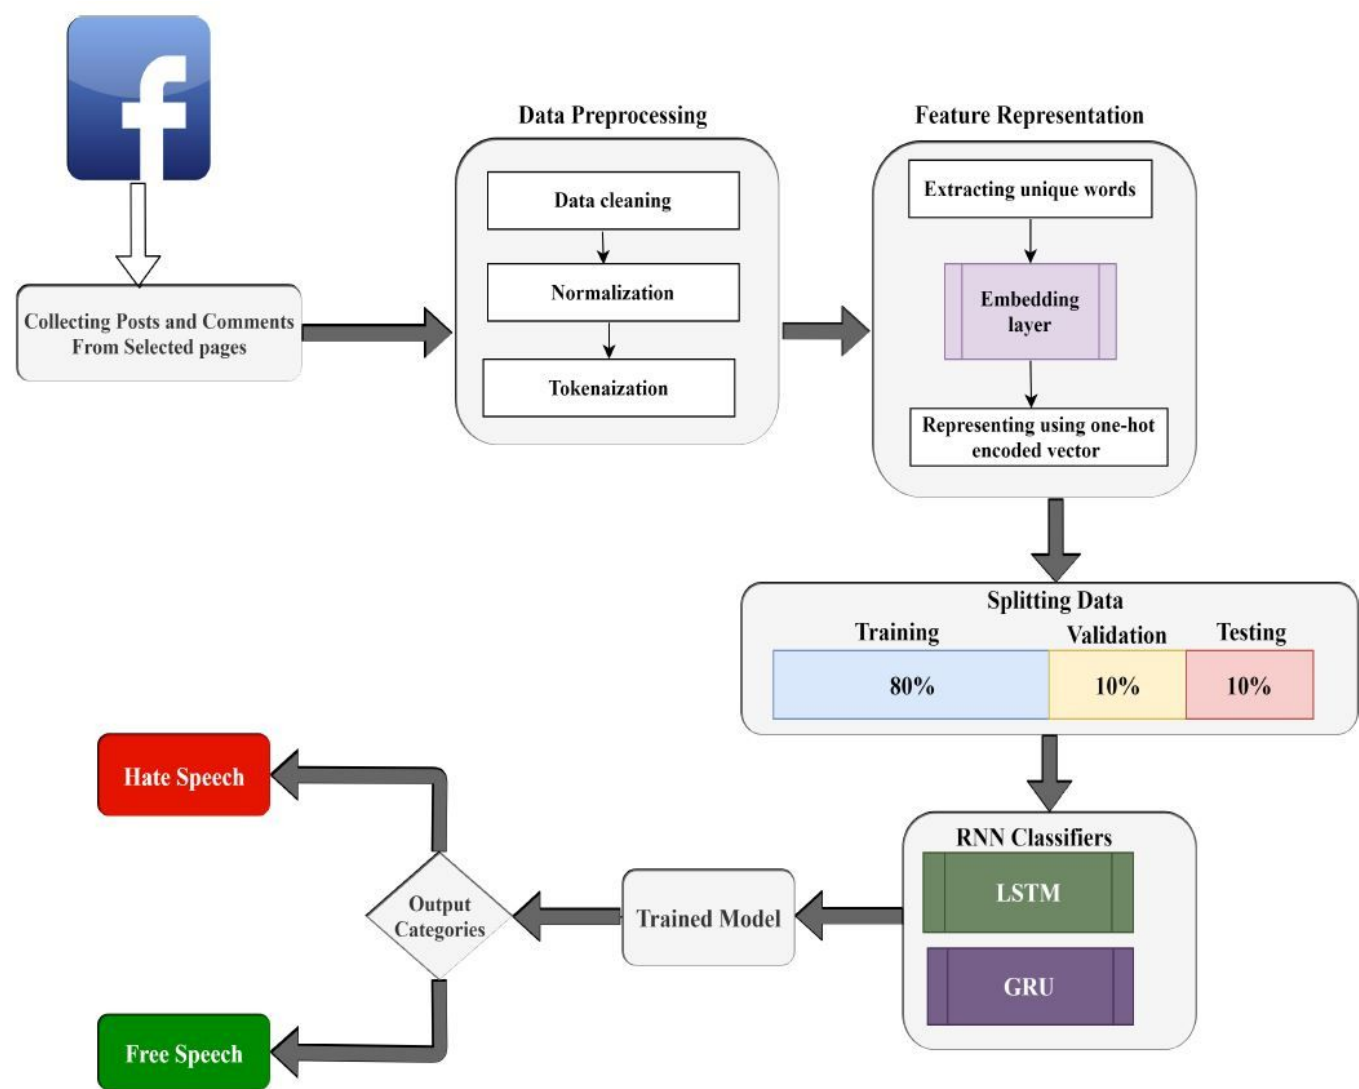 f
Collecting Posts and Comments
From Selected pages
Data Preprocessing
Data cleaning
Normalization
Tokenaization
Feature Representation
Extracting unique words
Embedding
layer
Representing using one-hot
encoded vector
Splitting Data
Training Validation Testing
80% 10% 10%
RNN Classifiers
LSTM
GRU
Trained Model
Output
Categories
Hate Speech
Free Speech